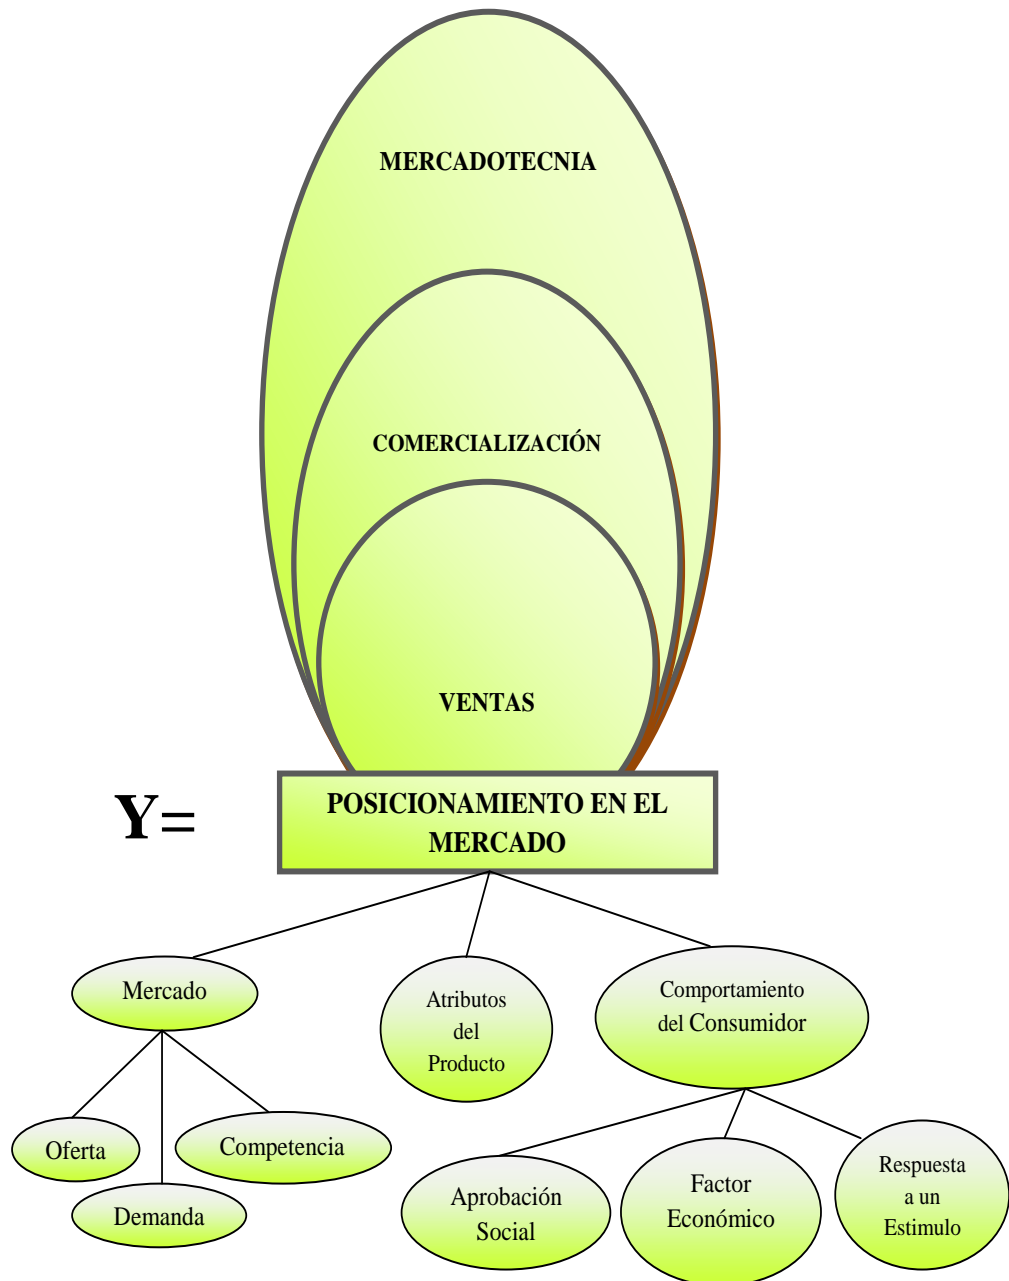 MERCADOTECNIA
COMERCIALIZACIÓN
VENTAS
Y=
POSICIONAMIENTO EN EL
MERCADO
Mercado
Atributos
del
Producto
Comportamiento
del Consumidor
Oferta
Demanda
Competencia
Aprobación
Social
Factor
Económico
Respuesta
a un
Estimulo